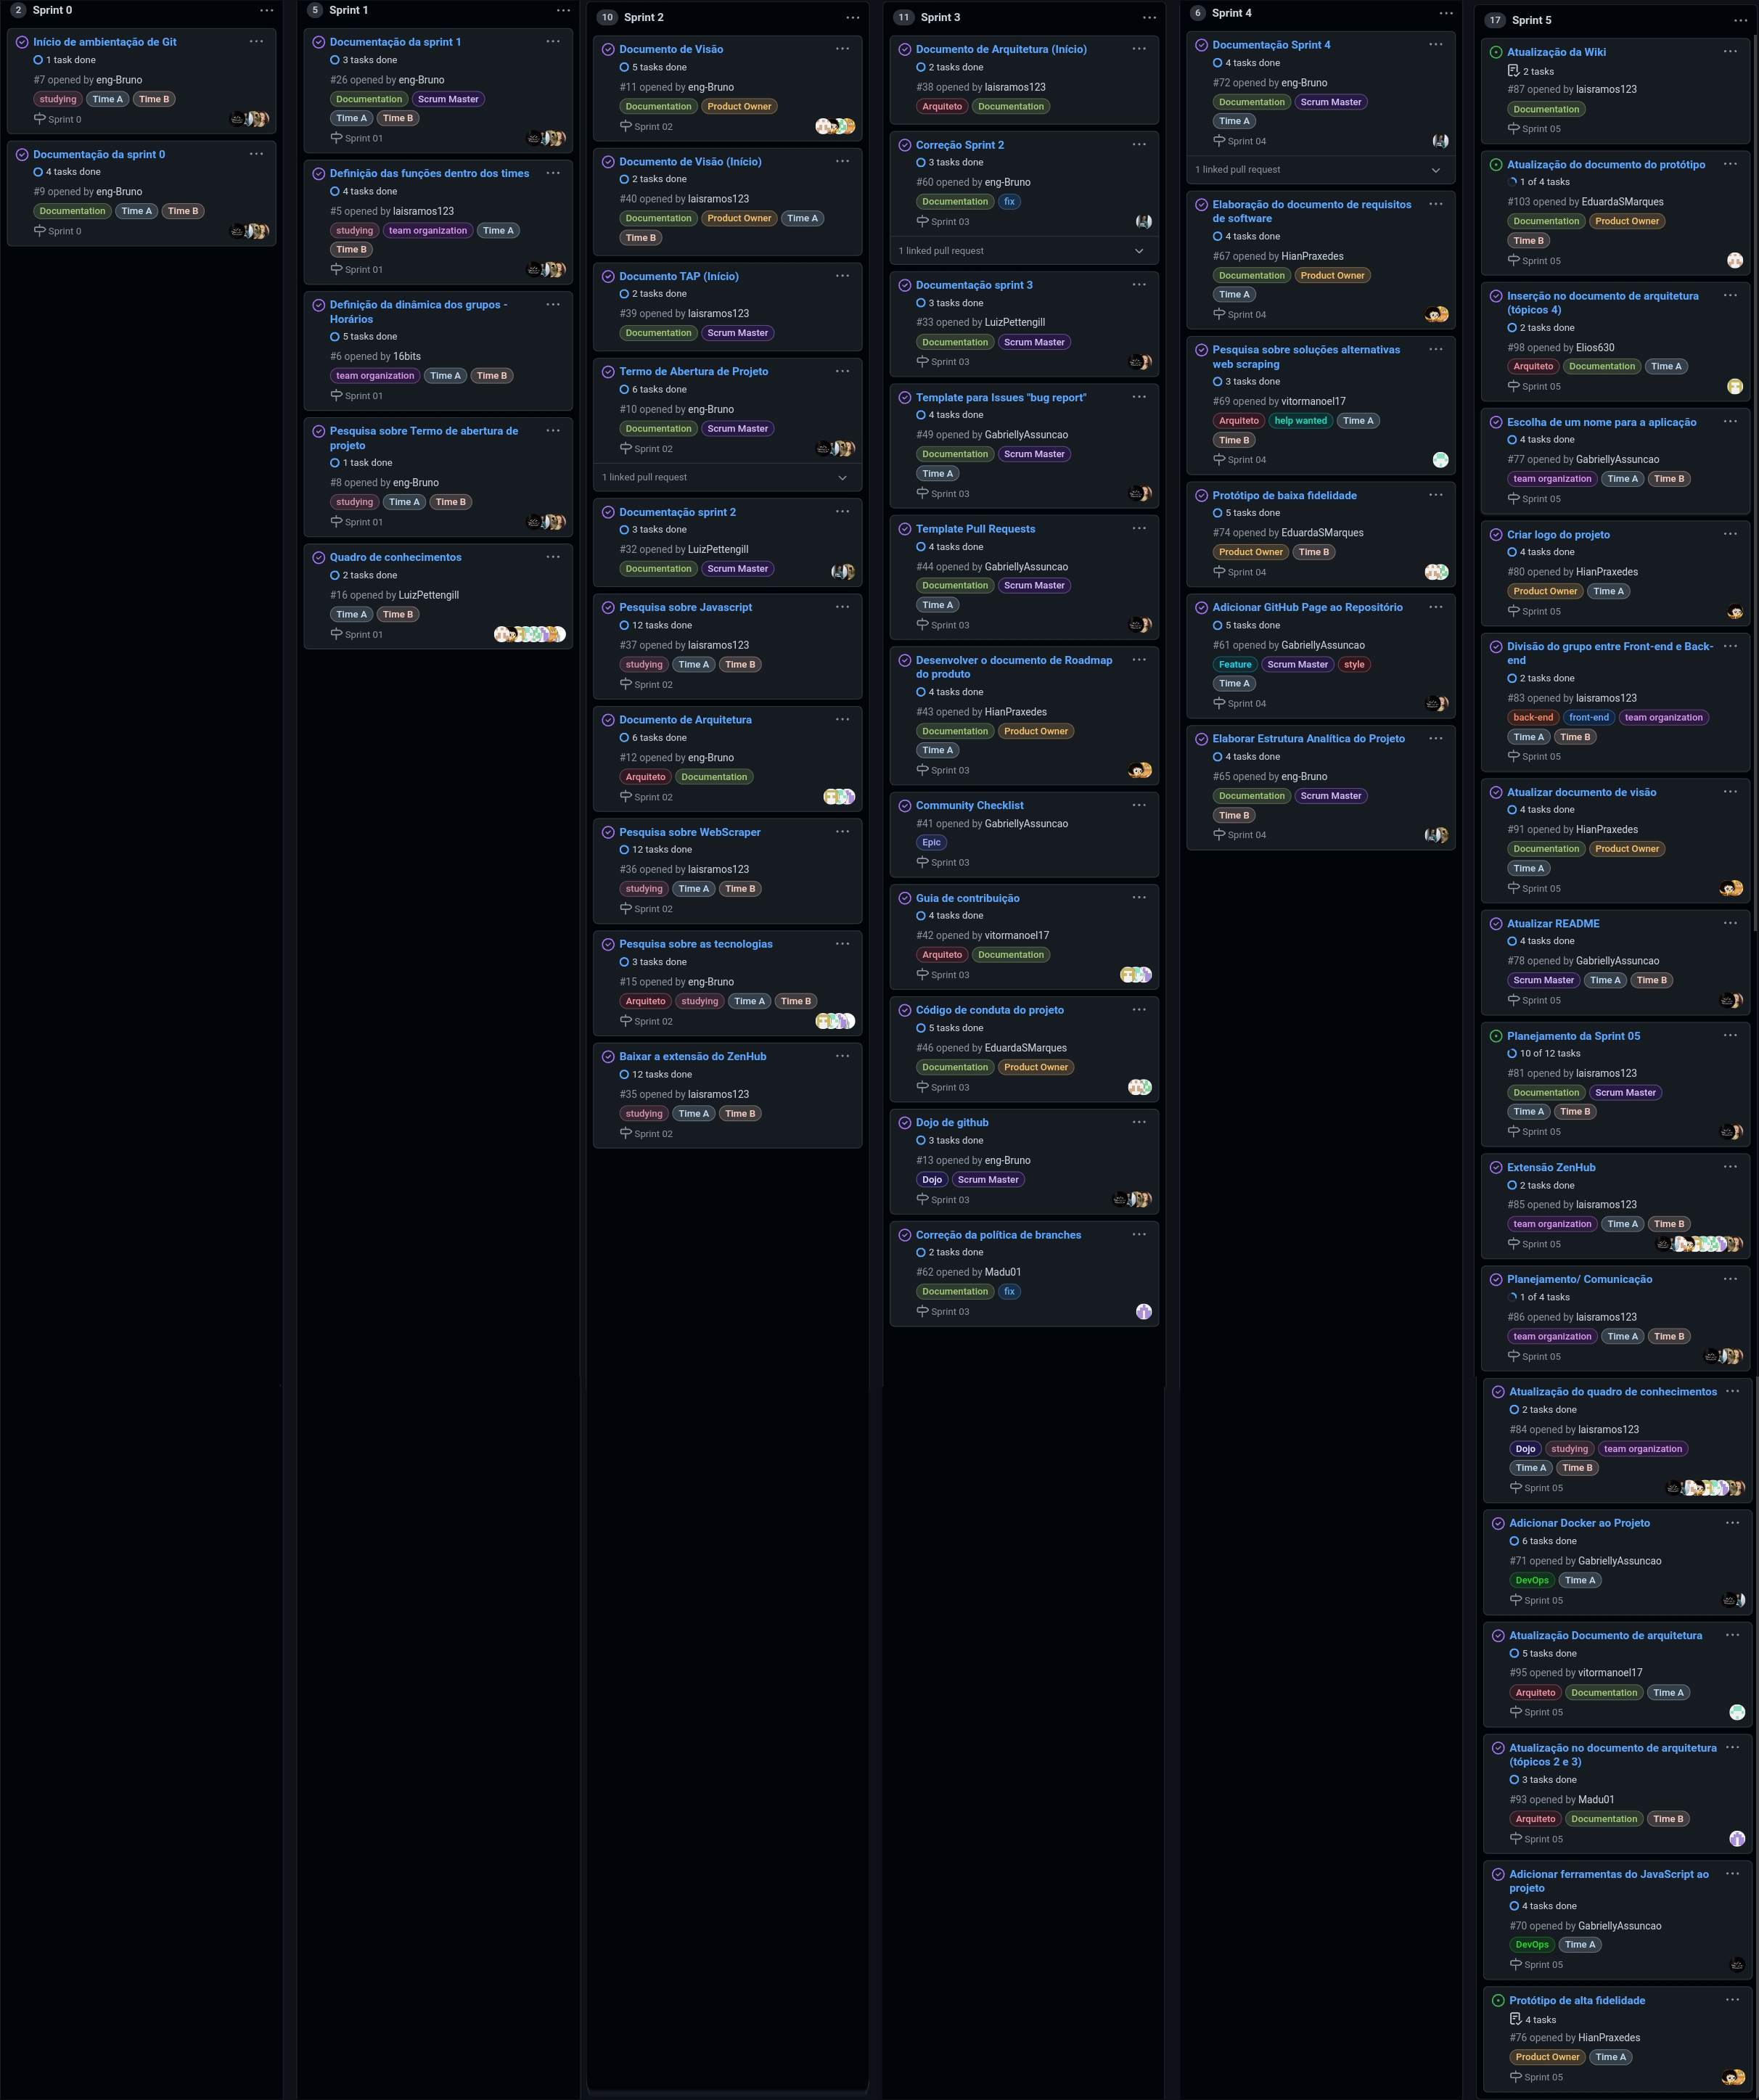 2 Sprint 0
Início de ambientação de Git
1 task done
#7 opened by eng-Bruno
studying Time A Time B
Sprint 0
Documentação da sprint 0
4 tasks done
#9 opened by eng-Bruno
Documentation Time A Time B
Sprint 0
5 Sprint 1
Documentação da sprint 1
3 tasks done
#26 opened by eng-Bruno
Documentation Scrum Master
Time A Time B
Sprint 01
Definição das funções dentro dos times
4 tasks done
#5 opened by laisramos123
studying team organization Time A
Time B
Sprint 01
Definição da dinâmica dos grupos -
Horários
5 tasks done
#6 opened by 16bits
team organization Time A Time B
Sprint 01
Pesquisa sobre Termo de abertura de
projeto
1 task done
#8 opened by eng-Bruno
studying Time A Time B
Sprint 01
Quadro de conhecimentos
2 tasks done
#16 opened by LuizPettengill
Time A Time B
Sprint 01
10 Sprint 2
Documento de Visão
5 tasks done
#11 opened by eng-Bruno
Documentation Product Owner
Sprint 02
Documento de Visão (Início)
2 tasks done
#40 opened by laisramos123
Documentation Product Owner Time A
Time B
Documento TAP (Início)
2 tasks done
#39 opened by laisramos123
Documentation Scrum Master
Termo de Abertura de Projeto
6 tasks done
#10 opened by eng-Bruno
Documentation Scrum Master
Sprint 02
1 linked pull request
Documentação sprint 2
3 tasks done
#32 opened by LuizPettengill
Documentation Scrum Master
Pesquisa sobre Javascript
12 tasks done
#37 opened by laisramos123
studying Time A Time B
Sprint 02
Documento de Arquitetura
6 tasks done
#12 opened by eng-Bruno
Arquiteto Documentation
Sprint 02
Pesquisa sobre WebScraper
12 tasks done
#36 opened by laisramos123
studying Time A Time B
Sprint 02
Pesquisa sobre as tecnologias
3 tasks done
#15 opened by eng-Bruno
Arquiteto studying Time A Time B
Sprint 02
Baixar a extensão do ZenHub
12 tasks done
#35 opened by laisramos123
studying Time A Time B
Sprint 02
11 Sprint 3
Documento de Arquitetura (Início)
2 tasks done
#38 opened by laisramos123
Arquiteto Documentation
Correção Sprint 2
3 tasks done
#60 opened by eng-Bruno
Documentation fix
Sprint 03
1 linked pull request
Documentação sprint 3
3 tasks done
#33 opened by LuizPettengill
Documentation Scrum Master
Sprint 03
Template para Issues "bug report"
4 tasks done
#49 opened by GabriellyAssuncao
Documentation Scrum Master
Time A
Sprint 03
Template Pull Requests
4 tasks done
#44 opened by GabriellyAssuncao
Documentation Scrum Master
Time A
Sprint 03
Desenvolver o documento de Roadmap
do produto
4 tasks done
#43 opened by HianPraxedes
Documentation Product Owner
Time A
Sprint 03
Community Checklist
#41 opened by GabriellyAssuncao
Epic
Sprint 03
Guia de contribuição
4 tasks done
#42 opened by vitormanoel17
Arquiteto Documentation
Sprint 03
Código de conduta do projeto
5 tasks done
#46 opened by EduardaSMarques
Documentation Product Owner
Sprint 03
Dojo de github
3 tasks done
#13 opened by eng-Bruno
Dojo Scrum Master
Sprint 03
Correção da política de branches
2 tasks done
#62 opened by Madu01
Documentation fix
Sprint 03
6 Sprint 4
Documentação Sprint 4
4 tasks done
#72 opened by eng-Bruno
Documentation Scrum Master
Time A
Sprint 04
1 linked pull request
Elaboração do documento de requisitos
de software
4 tasks done
#67 opened by HianPraxedes
Documentation Product Owner
Time A
Sprint 04
Pesquisa sobre soluções alternativas
web scraping
3 tasks done
#69 opened by vitormanoel17
Arquiteto help wanted Time A
Time B
Sprint 04
Protótipo de baixa fidelidade
5 tasks done
#74 opened by EduardaSMarques
Product Owner Time B
Sprint 04
Adicionar GitHub Page ao Repositório
5 tasks done
#61 opened by GabriellyAssuncao
Feature Scrum Master style
Time A
Sprint 04
Elaborar Estrutura Analítica do Projeto
4 tasks done
#65 opened by eng-Bruno
Documentation Scrum Master
Time B
Sprint 04
17 Sprint 5
Atualização da Wiki
2 tasks
#87 opened by laisramos123
Documentation
Sprint 05
Atualização do documento do protótipo
1 of 4 tasks
#103 opened by EduardaSMarques
Documentation Product Owner
Time B
Sprint 05
Inserção no documento de arquitetura
(tópicos 4)
2 tasks done
#98 opened by Elios630
Arquiteto Documentation Time A
Sprint 05
Escolha de um nome para a aplicação
4 tasks done
#77 opened by GabriellyAssuncao
team organization Time A Time B
Sprint 05
Criar logo do projeto
4 tasks done
#80 opened by HianPraxedes
Product Owner Time A
Sprint 05
Divisão do grupo entre Front-end e Back-
end
2 tasks done
#83 opened by laisramos123
back-end front-end team organization
Time A Time B
Sprint 05
Atualizar documento de visão
4 tasks done
#91 opened by HianPraxedes
Documentation Product Owner
Time A
Sprint 05
Atualizar README
4 tasks done
#78 opened by GabriellyAssuncao
Scrum Master Time A Time B
Sprint 05
Planejamento da Sprint 05
10 of 12 tasks
#81 opened by laisramos123
Documentation Scrum Master
Time A Time B
Sprint 05
Extensão ZenHub
2 tasks done
#85 opened by laisramos123
team organization Time A Time B
Sprint 05
Planejamento/ Comunicação
1 of 4 tasks
#86 opened by laisramos123
team organization Time A Time B
Sprint 05
Atualização do quadro de conhecimentos
2 tasks done
#84 opened by laisramos123
Dojo studying team organization
Time A Time B
Sprint 05
Adicionar Docker ao Projeto
6 tasks done
#71 opened by GabriellyAssuncao
DevOps Time A
Sprint 05
Atualização Documento de arquitetura
5 tasks done
#95 opened by vitormanoel17
Arquiteto Documentation Time A
Sprint 05
Atualização no documento de arquitetura
(tópicos 2 e 3)
3 tasks done
#93 opened by Madu01
Arquiteto Documentation Time B
Sprint 05
Adicionar ferramentas do JavaScript ao
projeto
4 tasks done
#70 opened by GabriellyAssuncao
DevOps Time A
Sprint 05
Protótipo de alta fidelidade
4 tasks
#76 opened by HianPraxedes
Product Owner Time A
Sprint 05